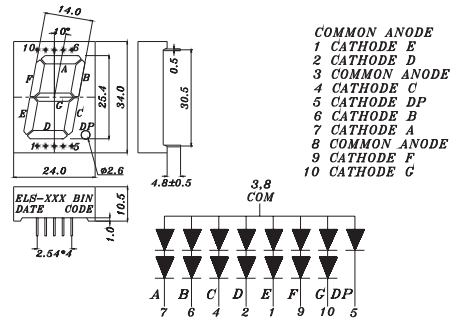 14.0
10°
10 6
A
F B
G
E C
D DP
1 5
25.4
34.0
24.0
ø2.6
0.5
30.5
4.8±0.5
ELS-XXX BIN
DATE CODE
10.5
1.0
2.54*4
COMMON ANODE
1 CATHODE E
2 CATHODE D
3 COMMON ANODE
4 CATHODE C
5 CATHODE DP
6 CATHODE B
7 CATHODE A
8 COMMON ANODE
9 CATHODE F
10 CATHODE G
3,8
COM
A B C D E F G DP
7 6 4 2 1 9 10 5